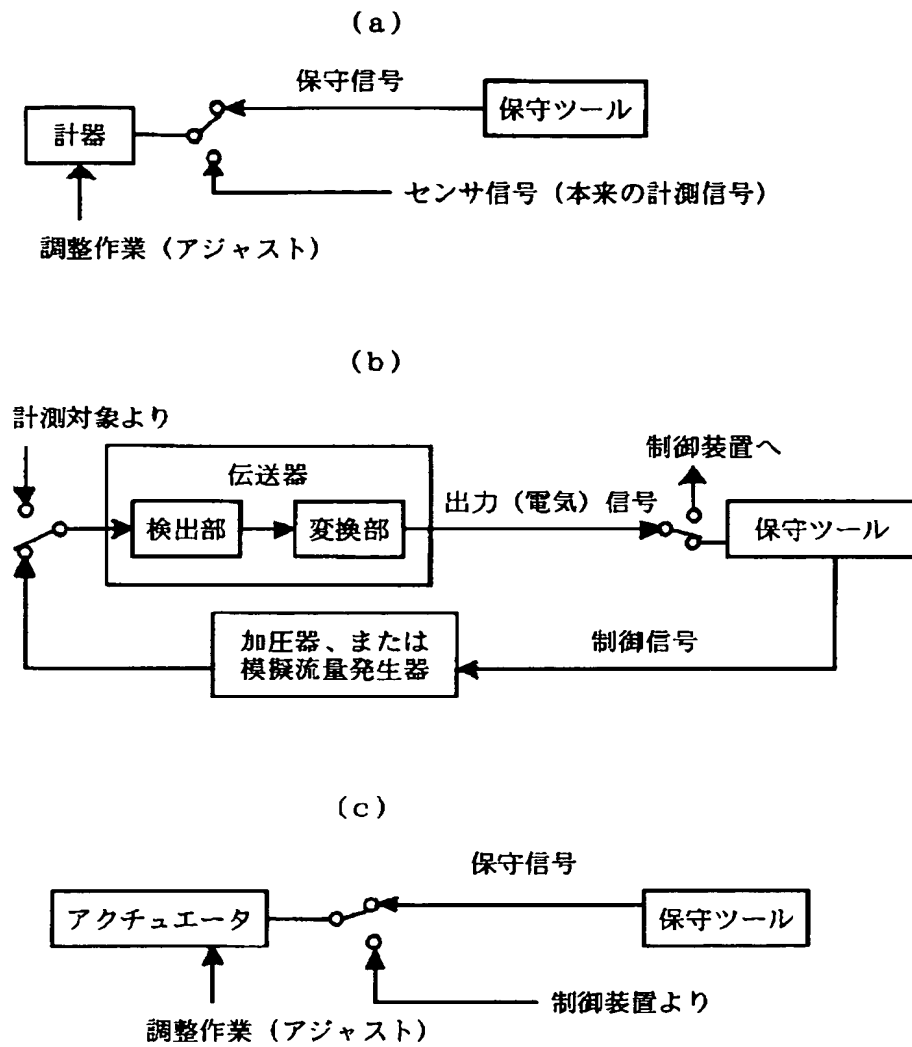 (a)
保守信号
計器
保守ツール
センサ信号(本来の計測信号)
調整作業(アジャスト)
(b)
計測対象より
伝送器
制御装置へ
検出部
変換部
出力(電気)信号
保守ツール
加圧器、または
模擬流量発生器
制御信号
(c)
保守信号
アクチュエータ
保守ツール
制御装置より
調整作業(アジャスト)